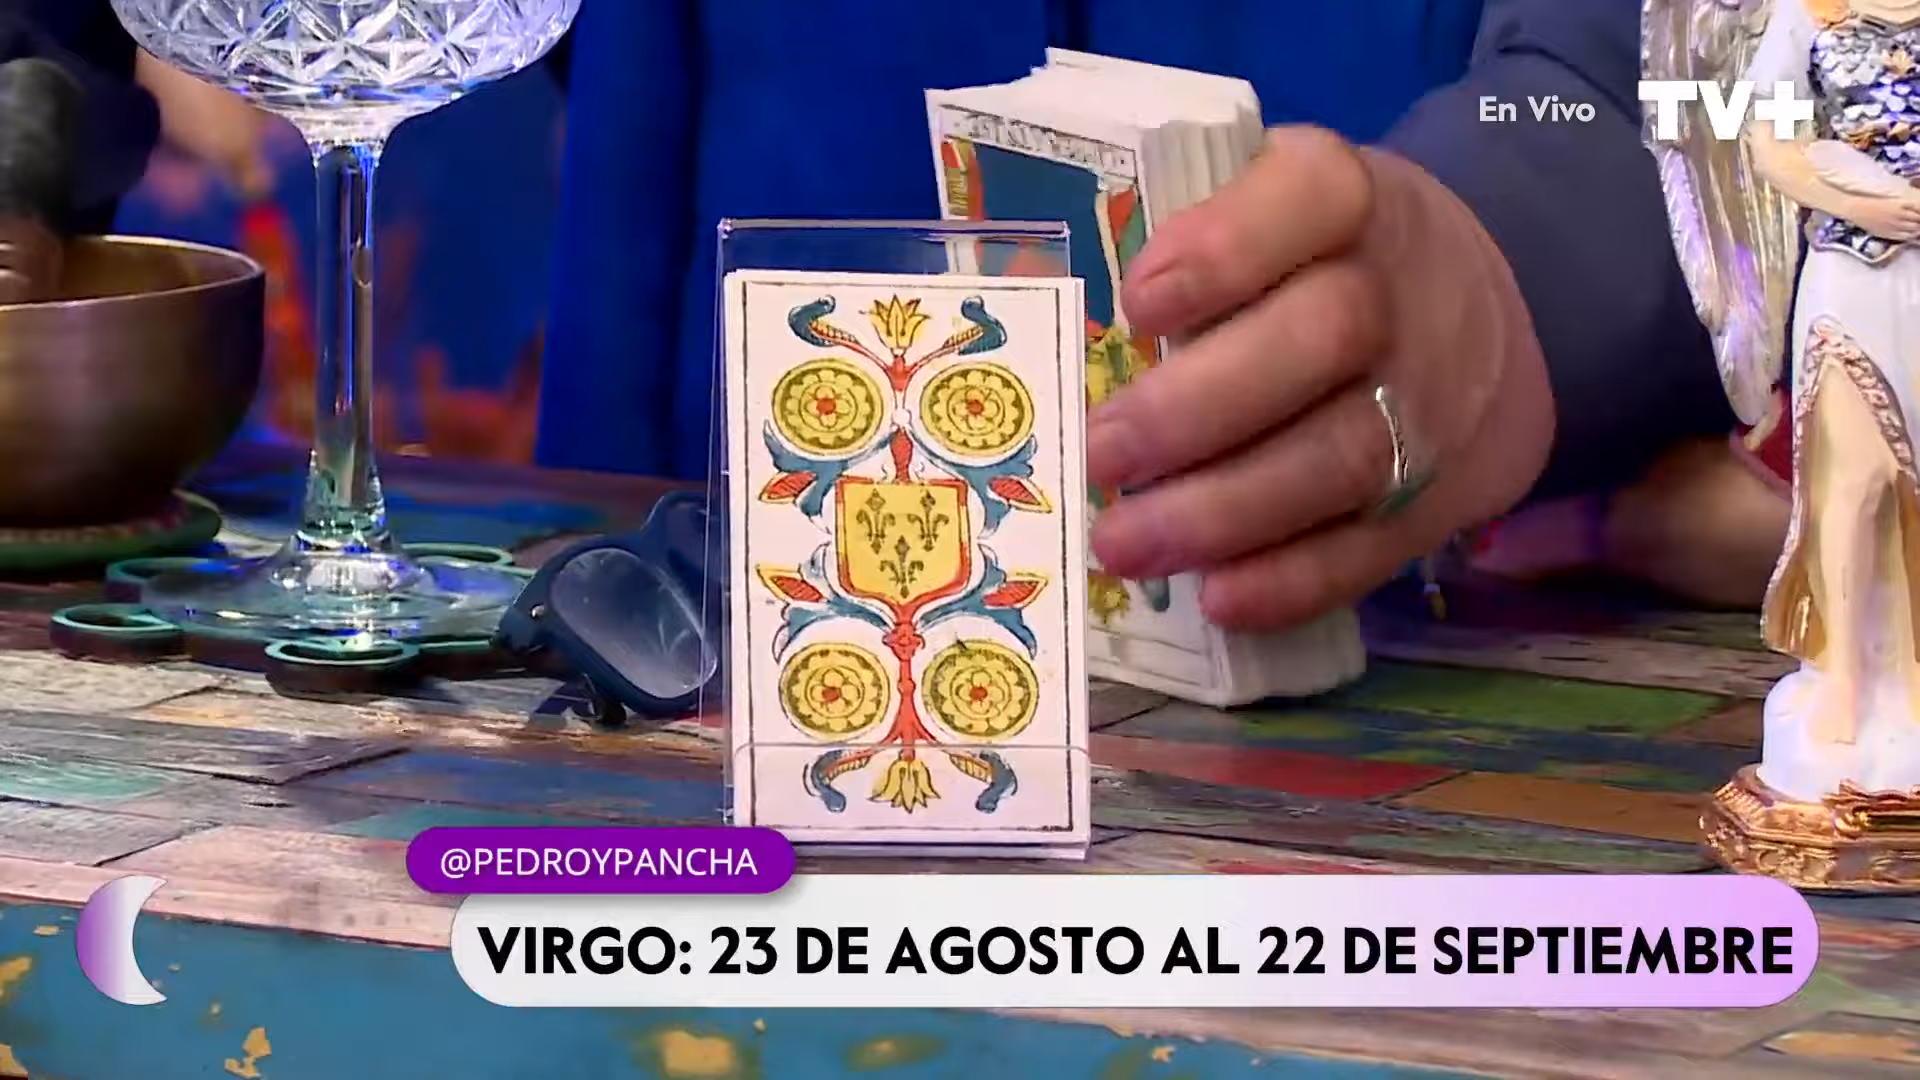 En Vivo TV+
@PEDROYPANCHA
VIRGO: 23 DE AGOSTO AL 22 DE SEPTIEMBRE